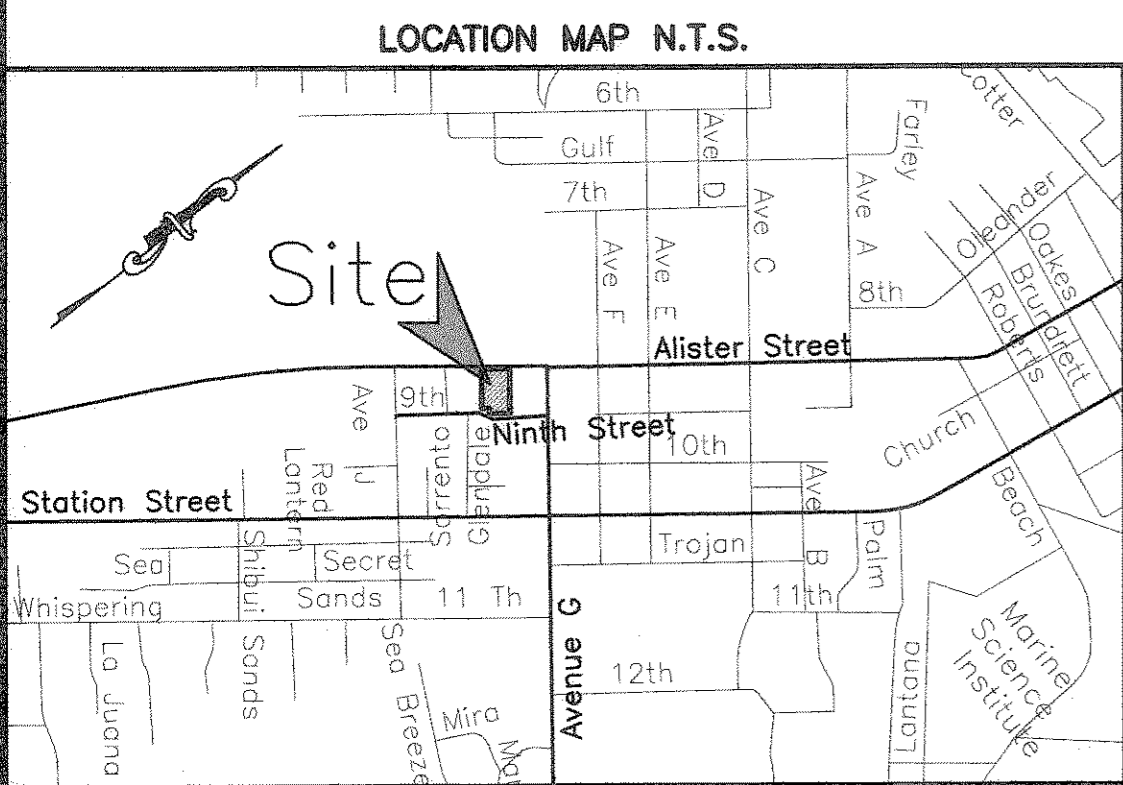 LOCATION MAP N.T.S.
6th
Cotter
Farley
Gulf
Ave D
7th
Ave C
Ave A
Oleander
Oakes
Brundrett
Roberts
Site
Ave F
Ave E
8th
Alister Street
Ave J
9th
Ninth Street
10th
Church
Beach
Sorrento
Glendale
Red
Lantern
Station Street
Ave B
Palm
Trojan
Sea
Secret
Shibui
Sands
Whispering
Sands
11 Th
11th
Avenue G
Marine
Science
Institute
La Juana
Sea Breeze
12th
Lantana
Mira